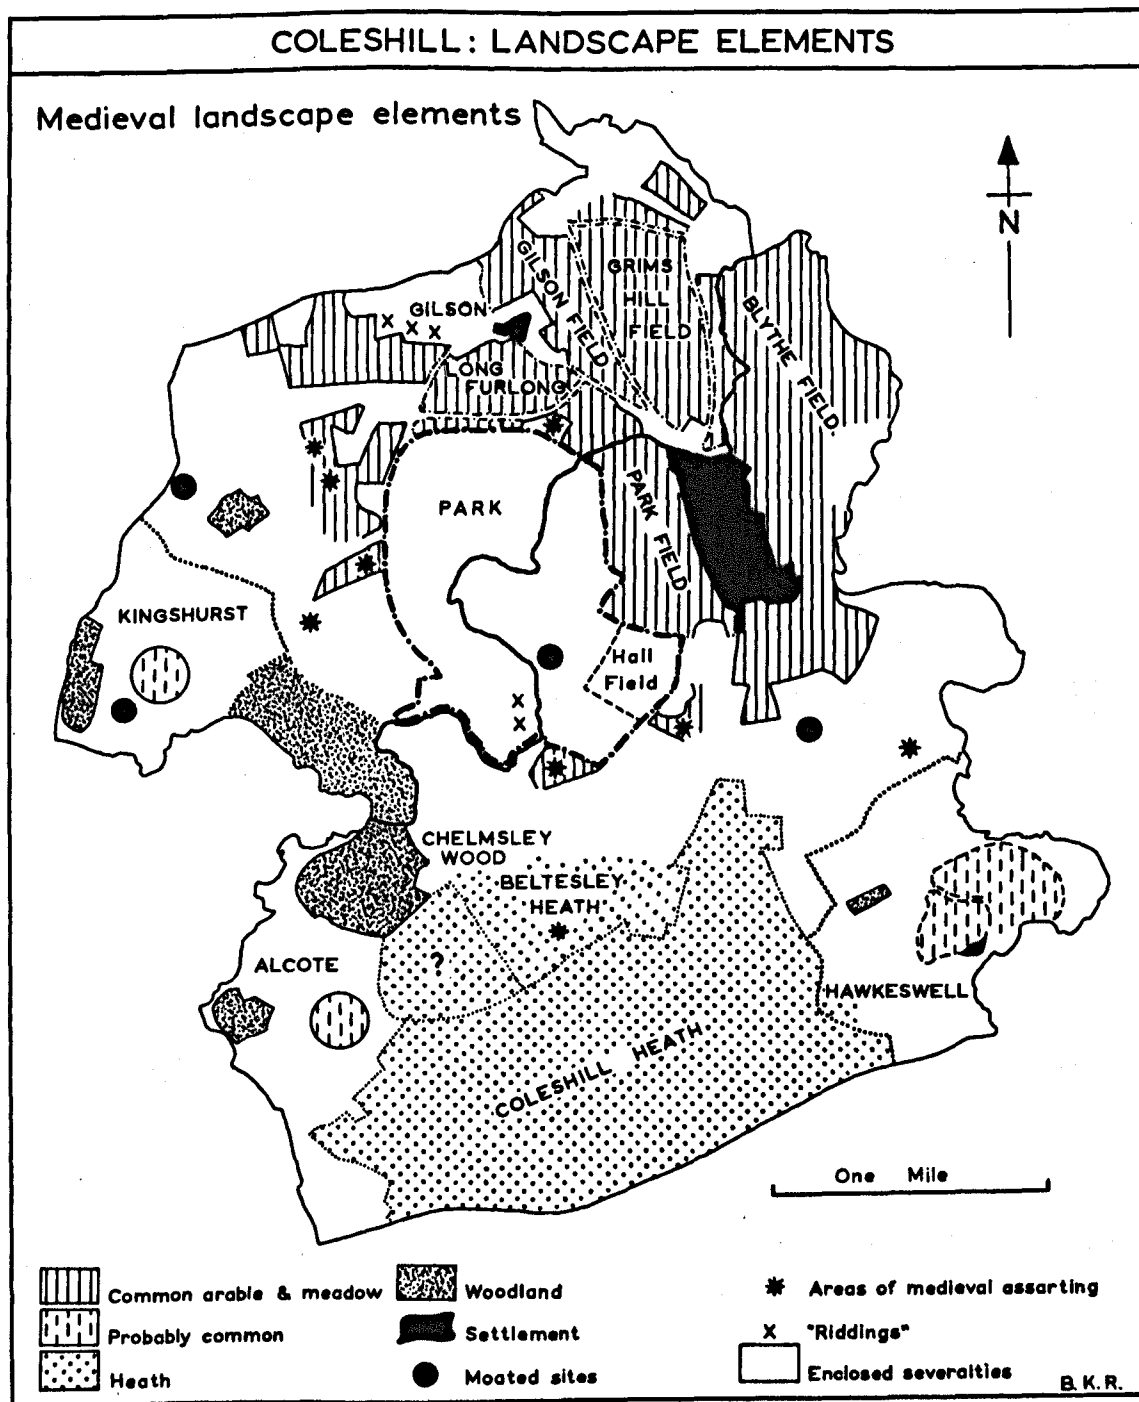 COLESHILL: LANDSCAPE ELEMENTS
Medieval landscape elements
N
GILSON
X X X
GILSON FIELD
GRIMS
HILL
FIELD
BLYTHE FIELD
LONG
FURLONG
PARK
PARK FIELD
KINGSHURST
Hall
Field
X
X
CHELMSLEY
WOOD
BELTESLEY
HEATH
ALCOTE
?
HAWKESWELL
COLESHILL HEATH
One Mile
Common arable & meadow
Woodland
Areas of medieval assarting
Probably common
Settlement
X "Riddings"
Heath
Moated sites
Enclosed severalties
B.K.R.